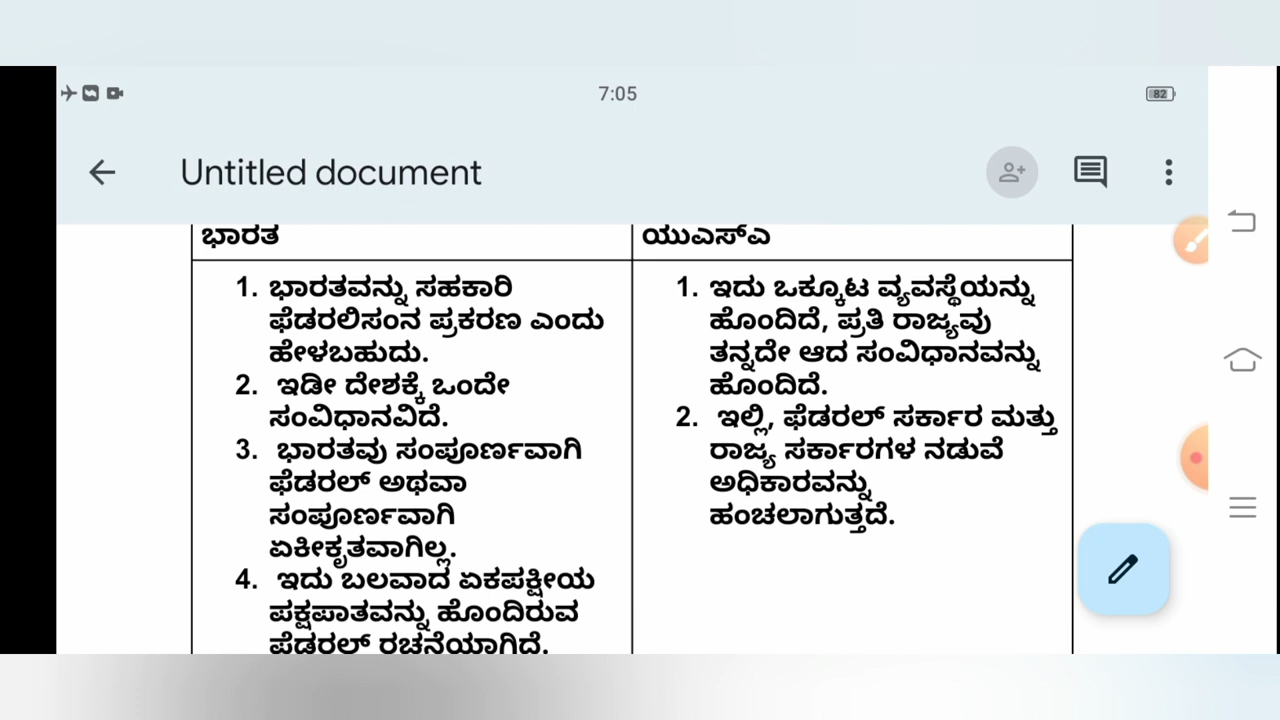 7:05
82
Untitled document
ಭಾರತ
ಯುಎಸ್ಎ
1. ಭಾರತವನ್ನು ಸಹಕಾರಿ
ಫೆಡರಲಿಸಂನ ಪ್ರಕರಣ ಎಂದು
ಹೇಳಬಹುದು.
2. ಇಡೀ ದೇಶಕ್ಕೆ ಒಂದೇ
ಸಂವಿಧಾನವಿದೆ.
3. ಭಾರತವು ಸಂಪೂರ್ಣವಾಗಿ
ಫೆಡರಲ್ ಅಥವಾ
ಸಂಪೂರ್ಣವಾಗಿ
ಏಕೀಕೃತವಾಗಿಲ್ಲ.
4. ಇದು ಬಲವಾದ ಏಕಪಕ್ಷೀಯ
ಪಕ್ಷಪಾತವನ್ನು ಹೊಂದಿರುವ
ಫೆಡರಲ್ ರಚನೆಯಾಗಿದೆ.
1. ಇದು ಒಕ್ಕೂಟ ವ್ಯವಸ್ಥೆಯನ್ನು
ಹೊಂದಿದೆ, ಪ್ರತಿ ರಾಜ್ಯವು
ತನ್ನದೇ ಆದ ಸಂವಿಧಾನವನ್ನು
ಹೊಂದಿದೆ.
2. ಇಲ್ಲಿ, ಫೆಡರಲ್ ಸರ್ಕಾರ ಮತ್ತು
ರಾಜ್ಯ ಸರ್ಕಾರಗಳ ನಡುವೆ
ಅಧಿಕಾರವನ್ನು
ಹಂಚಲಾಗುತ್ತದೆ.